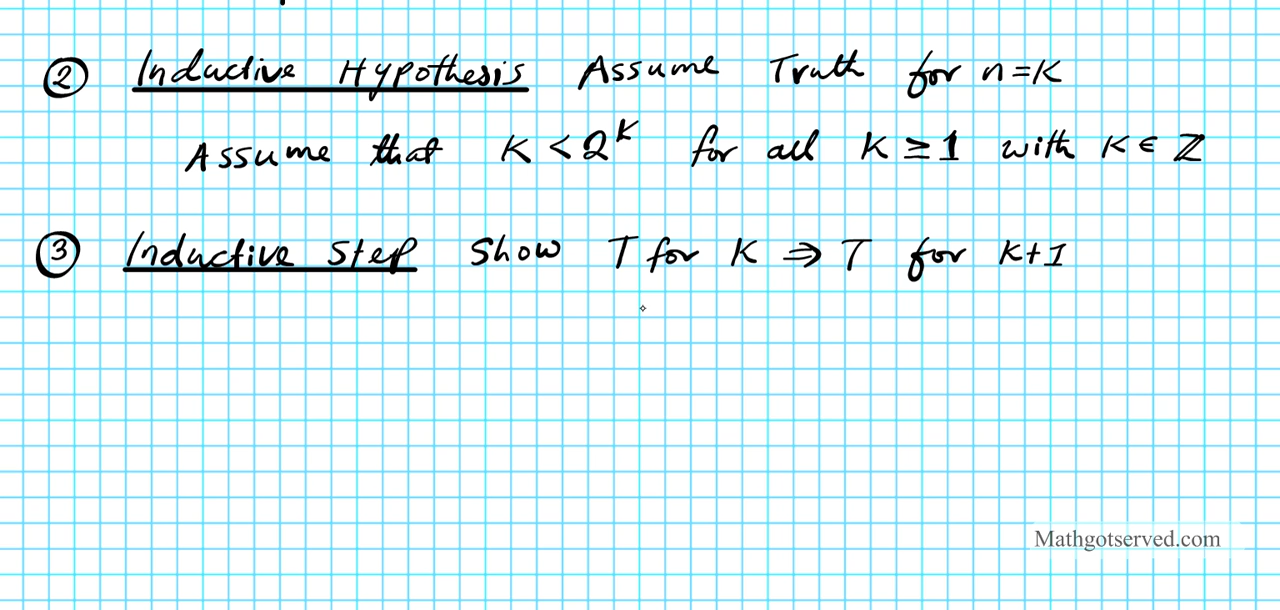 ② Inductive Hypothesis Assume Truth for n=K
Assume that K < 2^K for all K ≥ 1 with K ∈ ℤ
③ Inductive Step Show T for K ⇒ T for K+1
Mathgotserved.com